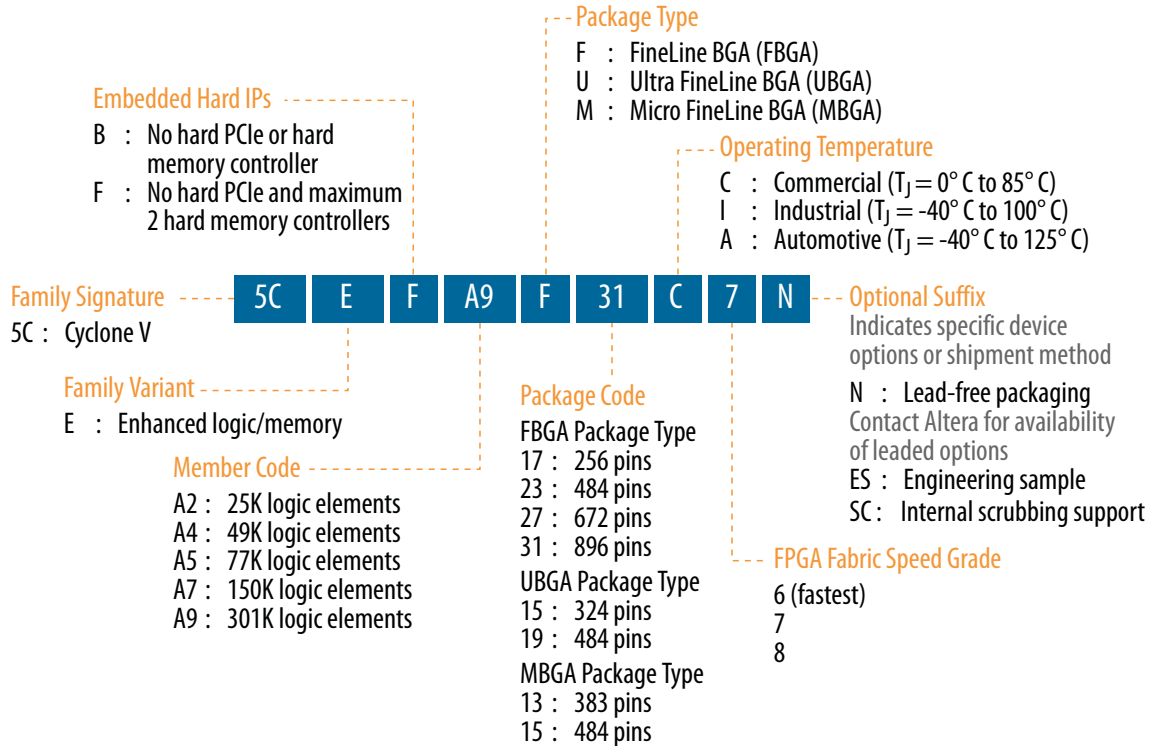 Package Type
F : FineLine BGA (FBGA)
U : Ultra FineLine BGA (UBGA)
M : Micro FineLine BGA (MBGA)
Embedded Hard IPs
B : No hard PCIe or hard
memory controller
F : No hard PCIe and maximum
2 hard memory controllers
Operating Temperature
C : Commercial (TJ = 0° C to 85° C)
I : Industrial (TJ = -40° C to 100° C)
A : Automotive (TJ = -40° C to 125° C)
Family Signature
5C : Cyclone V
5C E F A9 F 31 C 7 N
Optional Suffix
Indicates specific device
options or shipment method
N : Lead-free packaging
Contact Altera for availability
of leaded options
ES : Engineering sample
SC : Internal scrubbing support
Family Variant
E : Enhanced logic/memory
Member Code
A2 : 25K logic elements
A4 : 49K logic elements
A5 : 77K logic elements
A7 : 150K logic elements
A9 : 301K logic elements
Package Code
FBGA Package Type
17 : 256 pins
23 : 484 pins
27 : 672 pins
31 : 896 pins
UBGA Package Type
15 : 324 pins
19 : 484 pins
MBGA Package Type
13 : 383 pins
15 : 484 pins
FPGA Fabric Speed Grade
6 (fastest)
7
8